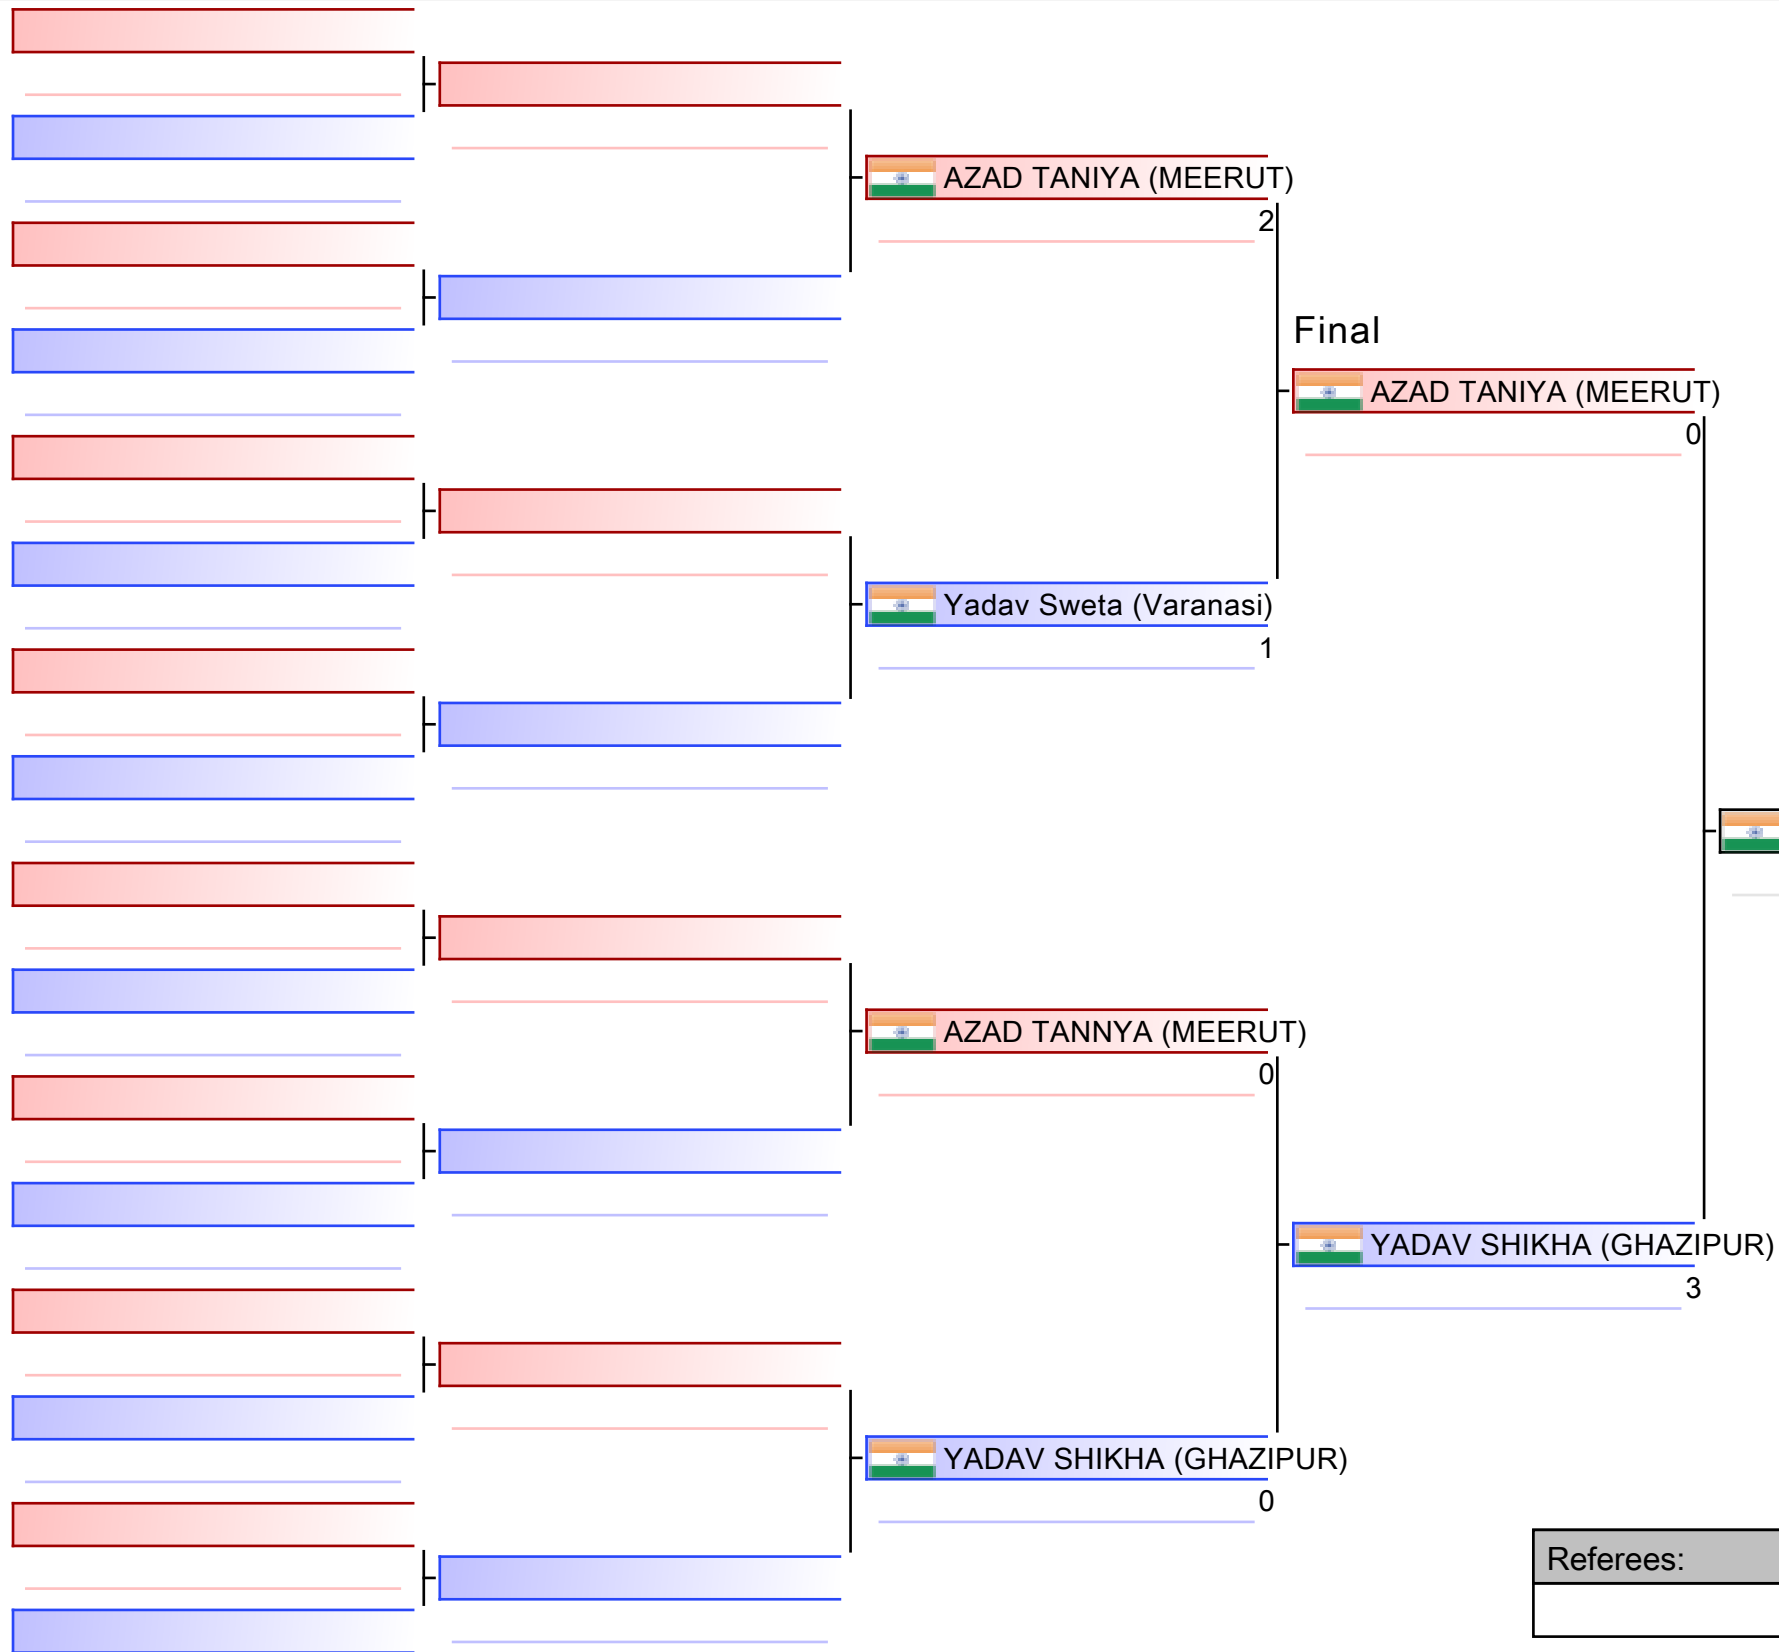 AZAD TANIYA (MEERUT)
2
Final
AZAD TANIYA (MEERUT)
0
Yadav Sweta (Varanasi)
1
AZAD TANNYA (MEERUT)
0
YADAV SHIKHA (GHAZIPUR)
3
YADAV SHIKHA (GHAZIPUR)
0
Referees: